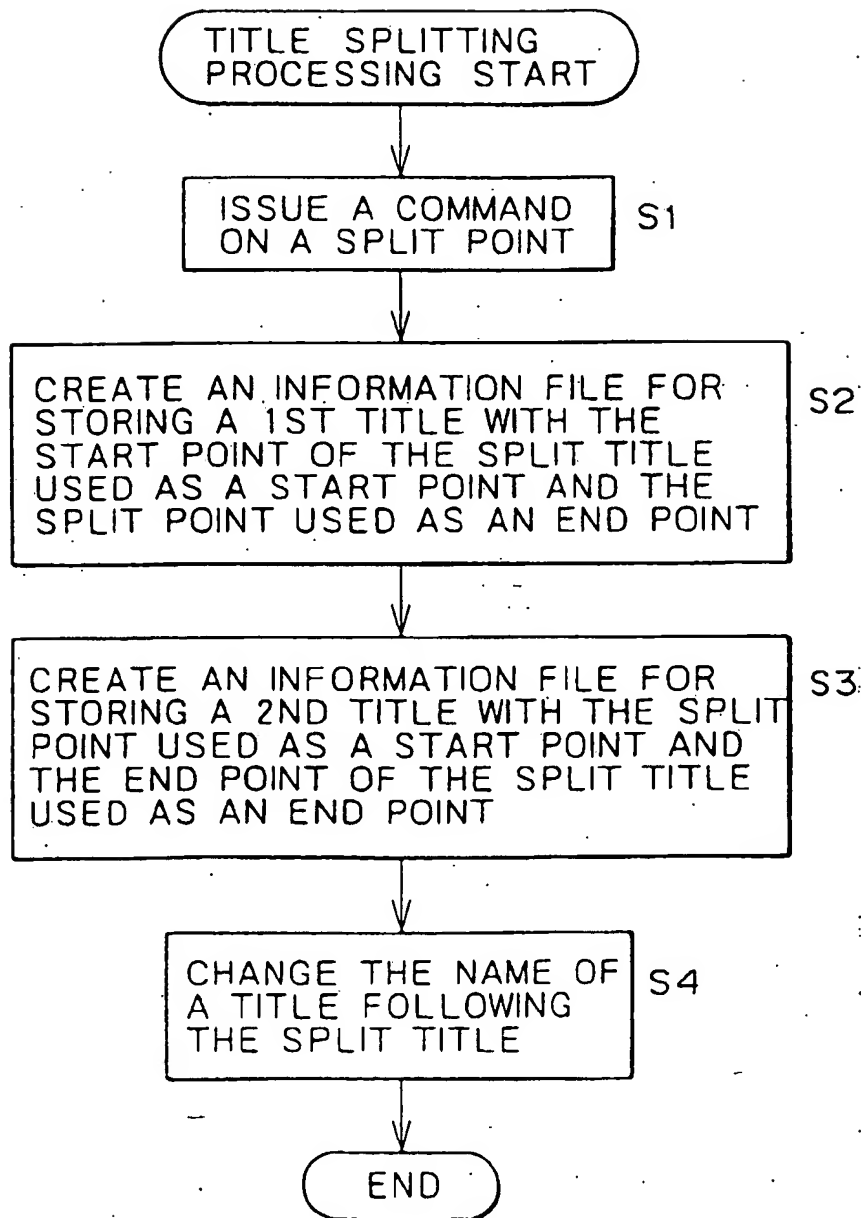 TITLE SPLITTING
PROCESSING START
ISSUE A COMMAND
ON A SPLIT POINT
S1
CREATE AN INFORMATION FILE FOR
STORING A 1ST TITLE WITH THE
START POINT OF THE SPLIT TITLE
USED AS A START POINT AND THE
SPLIT POINT USED AS AN END POINT
S2
CREATE AN INFORMATION FILE FOR
STORING A 2ND TITLE WITH THE SPLIT
POINT USED AS A START POINT AND
THE END POINT OF THE SPLIT TITLE
USED AS AN END POINT
S3
CHANGE THE NAME OF
A TITLE FOLLOWING
THE SPLIT TITLE
S4
END